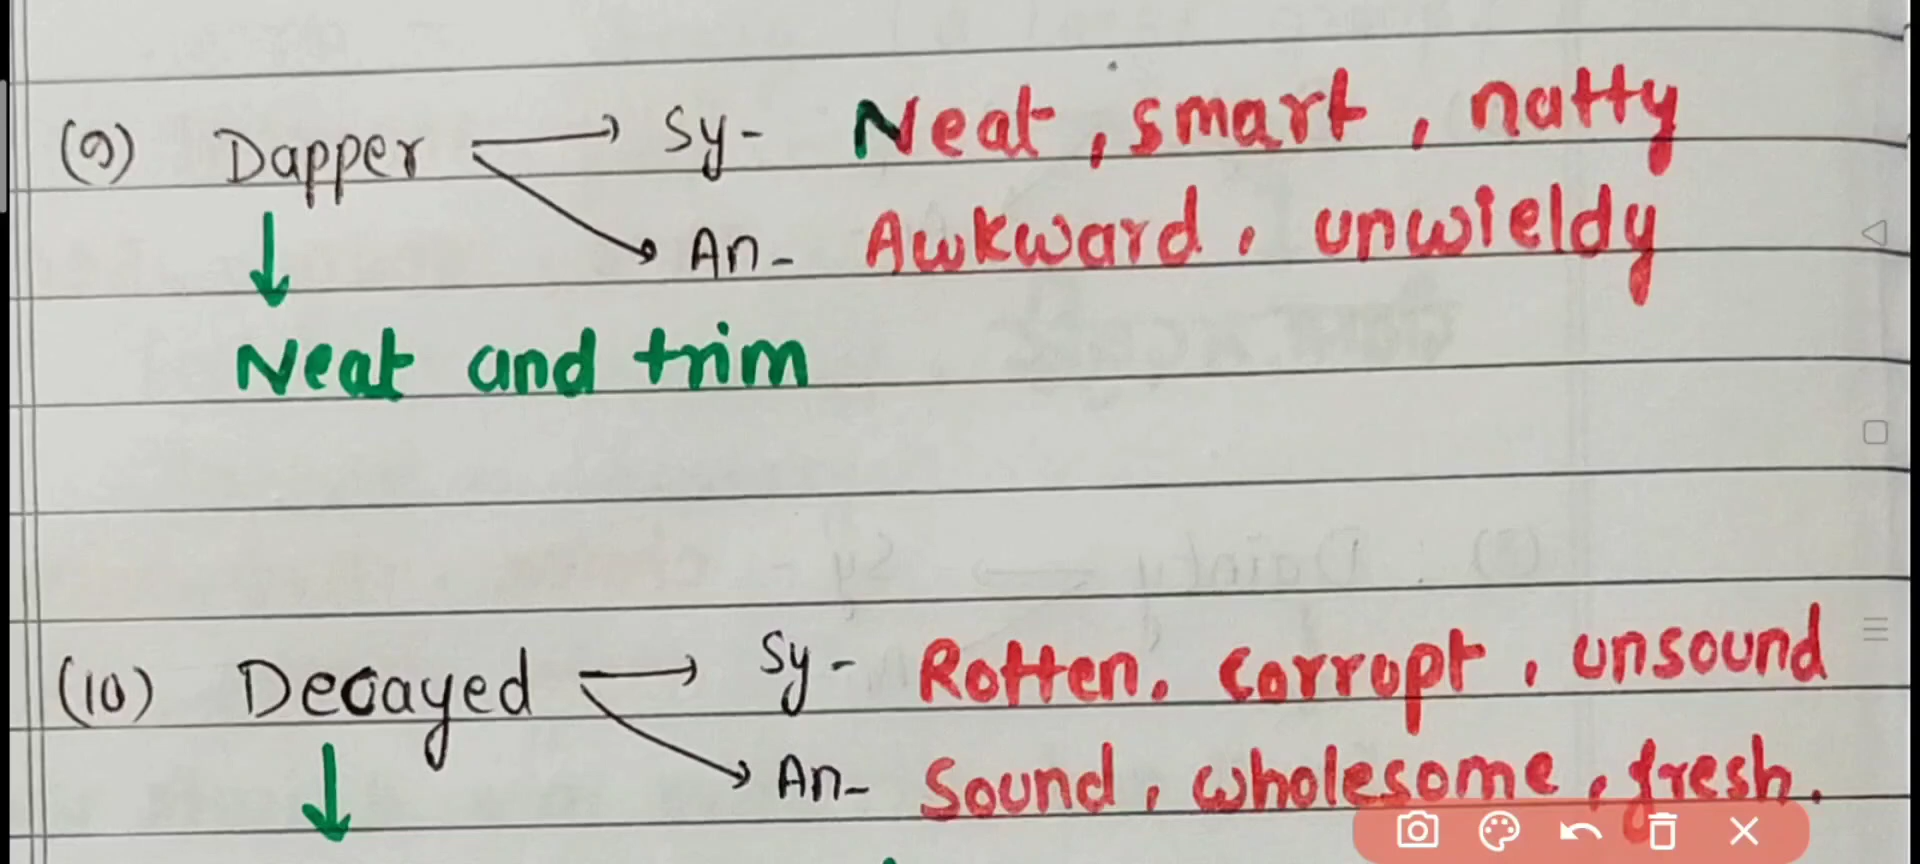 (9) Dapper → Sy- Neat, smart, natty
An- Awkward, unwieldy
↓
Neat and trim
(10) Decayed → Sy- Rotten, corrupt, unsound
An- Sound, wholesome, fresh.
↓